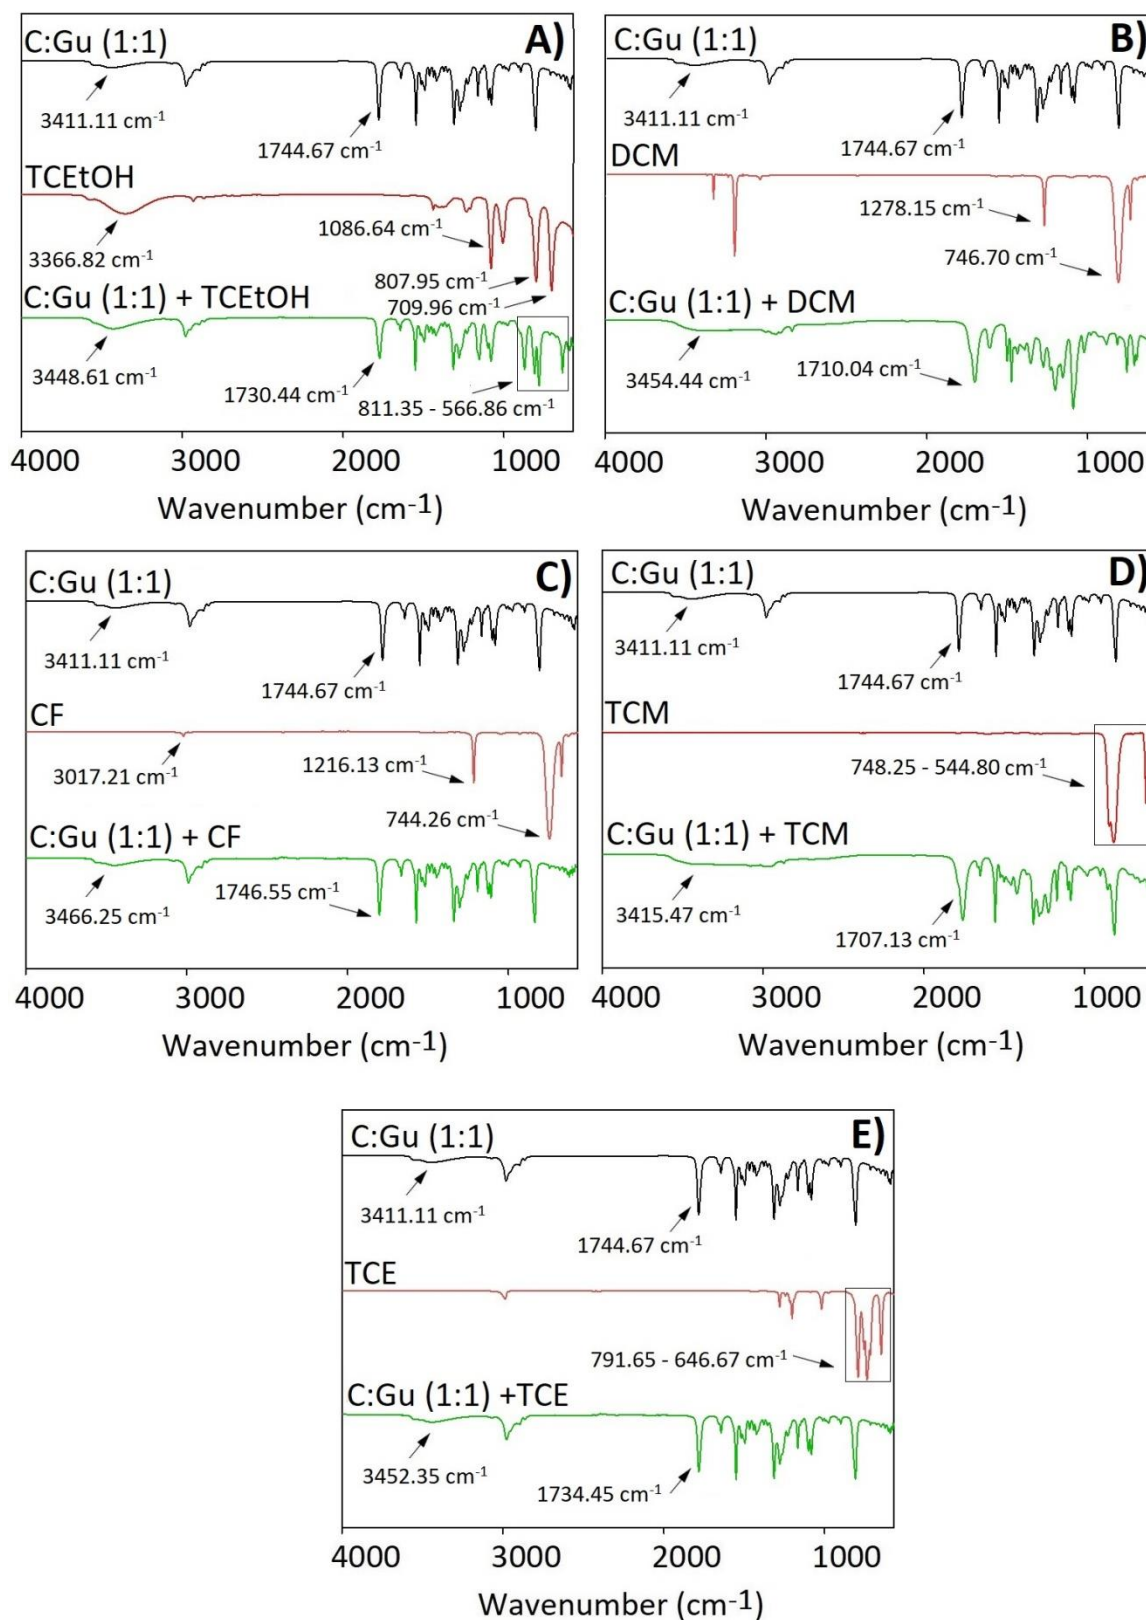 A)
C:Gu (1:1)
3411.11 cm-1
1744.67 cm-1
TCEtOH
3366.82 cm-1
1086.64 cm-1
807.95 cm-1
709.96 cm-1
C:Gu (1:1) + TCEtOH
3448.61 cm-1
1730.44 cm-1
811.35 - 566.86 cm-1
4000 3000 2000 1000
Wavenumber (cm-1)
B)
C:Gu (1:1)
3411.11 cm-1
1744.67 cm-1
DCM
1278.15 cm-1
746.70 cm-1
C:Gu (1:1) + DCM
3454.44 cm-1
1710.04 cm-1
4000 3000 2000 1000
Wavenumber (cm-1)
C)
C:Gu (1:1)
3411.11 cm-1
1744.67 cm-1
CF
3017.21 cm-1
1216.13 cm-1
744.26 cm-1
C:Gu (1:1) + CF
3466.25 cm-1
1746.55 cm-1
4000 3000 2000 1000
Wavenumber (cm-1)
D)
C:Gu (1:1)
3411.11 cm-1
1744.67 cm-1
TCM
748.25 - 544.80 cm-1
C:Gu (1:1) + TCM
3415.47 cm-1
1707.13 cm-1
4000 3000 2000 1000
Wavenumber (cm-1)
E)
C:Gu (1:1)
3411.11 cm-1
1744.67 cm-1
TCE
791.65 - 646.67 cm-1
C:Gu (1:1) +TCE
3452.35 cm-1
1734.45 cm-1
4000 3000 2000 1000
Wavenumber (cm-1)